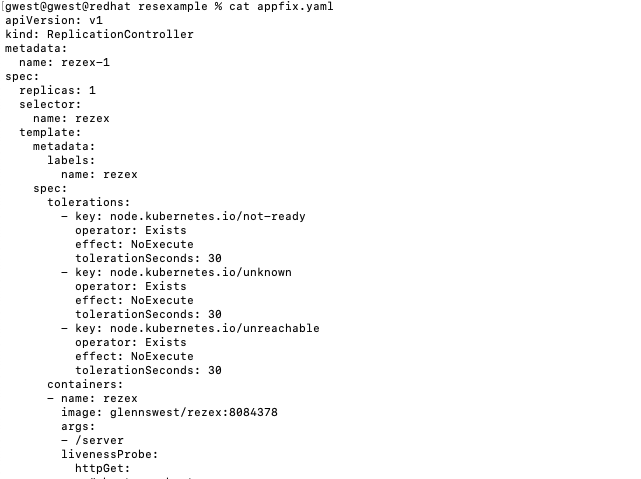 [gwest@gwest@redhat resexample % cat appfix.yaml
apiVersion: v1
kind: ReplicationController
metadata:
  name: rezex-1
spec:
  replicas: 1
  selector:
    name: rezex
  template:
    metadata:
      labels:
        name: rezex
    spec:
      tolerations:
        - key: node.kubernetes.io/not-ready
          operator: Exists
          effect: NoExecute
          tolerationSeconds: 30
        - key: node.kubernetes.io/unknown
          operator: Exists
          effect: NoExecute
          tolerationSeconds: 30
        - key: node.kubernetes.io/unreachable
          operator: Exists
          effect: NoExecute
          tolerationSeconds: 30
      containers:
      - name: rezex
        image: glennswest/rezex:8084378
        args:
        - /server
        livenessProbe:
          httpGet: